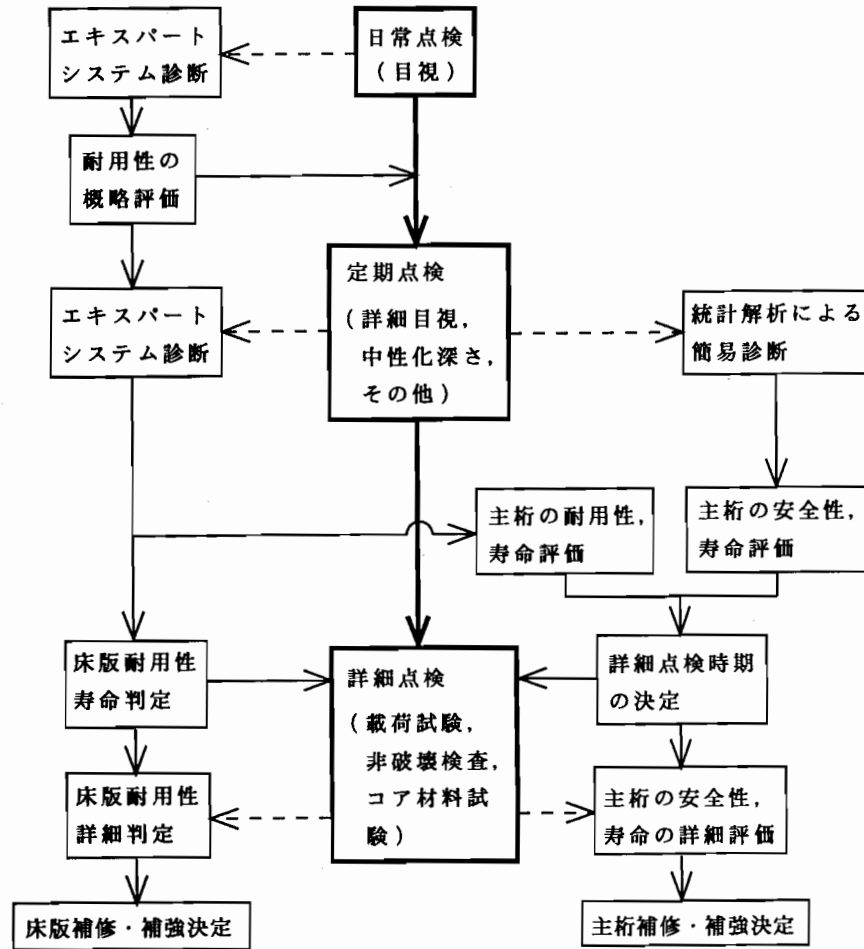 エキスパート
システム診断
日常点検
(目視)
耐用性の
概略評価
定期点検
(詳細目視,
中性化深さ,
その他)
エキスパート
システム診断
統計解析による
簡易診断
主桁の耐用性,
寿命評価
主桁の安全性,
寿命評価
床版耐用性
寿命判定
詳細点検
(載荷試験,
非破壊検査,
コア材料試
験)
詳細点検時期
の決定
床版耐用性
詳細判定
主桁の安全性,
寿命の詳細評価
床版補修・補強決定
主桁補修・補強決定